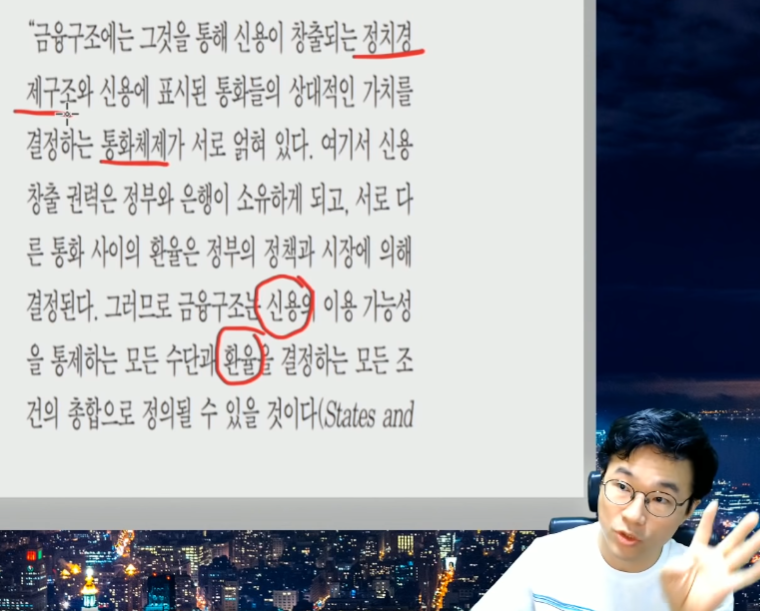 “금융구조에는 그것을 통해 신용이 창출되는 정치경
제구조와 신용에 표시된 통화들의 상대적인 가치를
결정하는 통화체제가 서로 얽혀 있다. 여기서 신용
창출 권력은 정부와 은행이 소유하게 되고, 서로 다
른 통화 사이의 환율은 정부의 정책과 시장에 의해
결정된다. 그러므로 금융구조는 신용의 이용 가능성
을 통제하는 모든 수단과 환율을 결정하는 모든 조
건의 총합으로 정의될 수 있을 것이다(States and